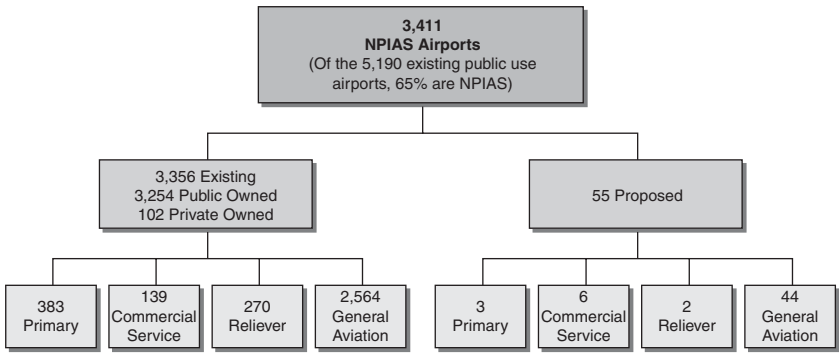 3,411
NPIAS Airports
(Of the 5,190 existing public use
airports, 65% are NPIAS)
3,356 Existing
3,254 Public Owned
102 Private Owned
55 Proposed
383
Primary
139
Commercial
Service
270
Reliever
2,564
General
Aviation
3
Primary
6
Commercial
Service
2
Reliever
44
General
Aviation